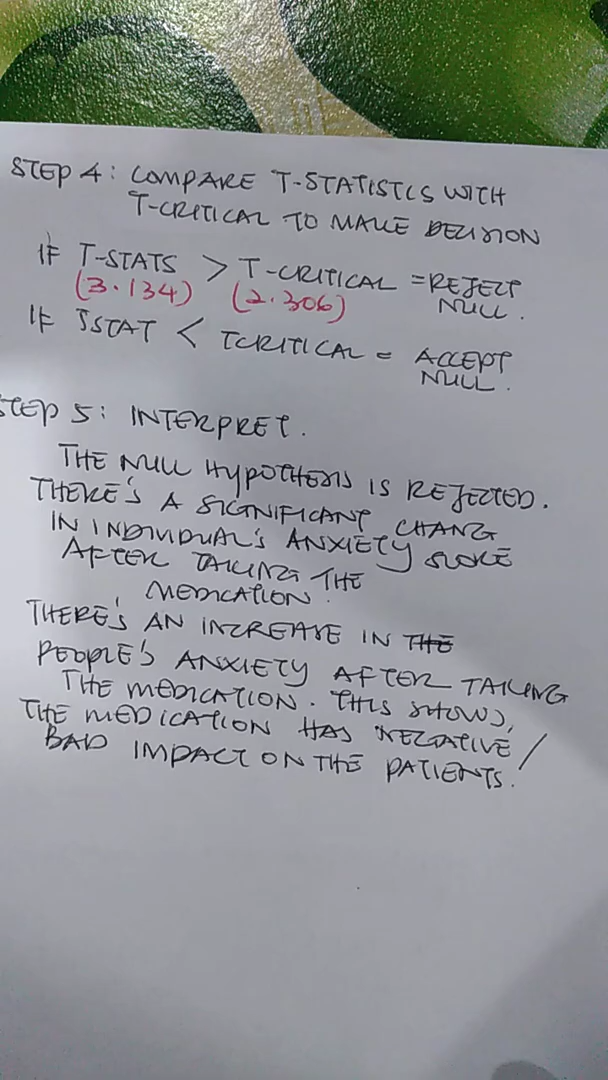 STEP 4: COMPARE T-STATISTCS WITH
T-CRITICAL TO MAKE DECISION
IF T-STATS > T-CRITICAL = REJECT
(3.134) (2.306) NULL.
IF TSTAT < TCRITICAL = ACCEPT
NULL.
STEP 5: INTERPRET.
THE NULL HYPOTHESIS IS REJECTED.
THERE'S A SIGNIFICANT CHANG
IN INDIVIDUAL'S ANXIETY SCORE
AFTER TAKING THE
MEDICATION.
THERE'S AN INCREASE IN THE
PEOPLE'S ANXIETY AFTER TAKING
THE MEDICATION. THIS SHOWS,
THE MEDICATION HAS NEGATIVE /
BAD IMPACT ON THE PATIENTS.